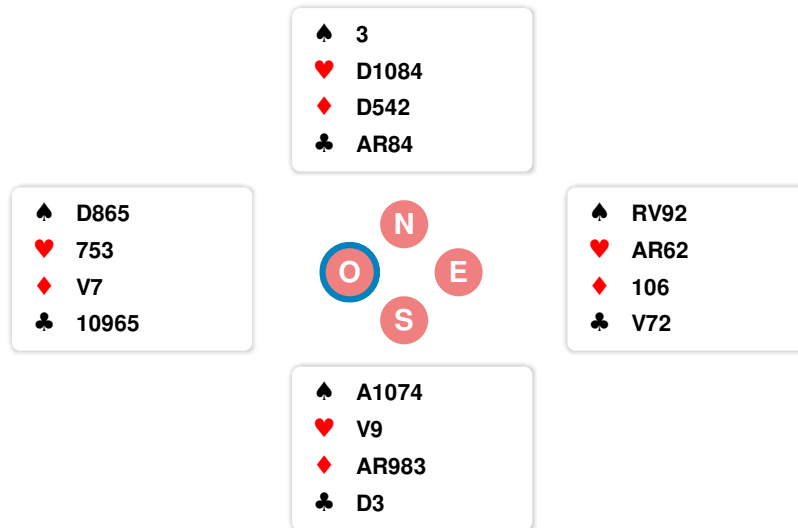 ♠ 3
♥ D1084
♦ D542
♣ AR84
♠ D865
♥ 753
♦ V7
♣ 10965
N
O E
S
♠ RV92
♥ AR62
♦ 106
♣ V72
♠ A1074
♥ V9
♦ AR983
♣ D3